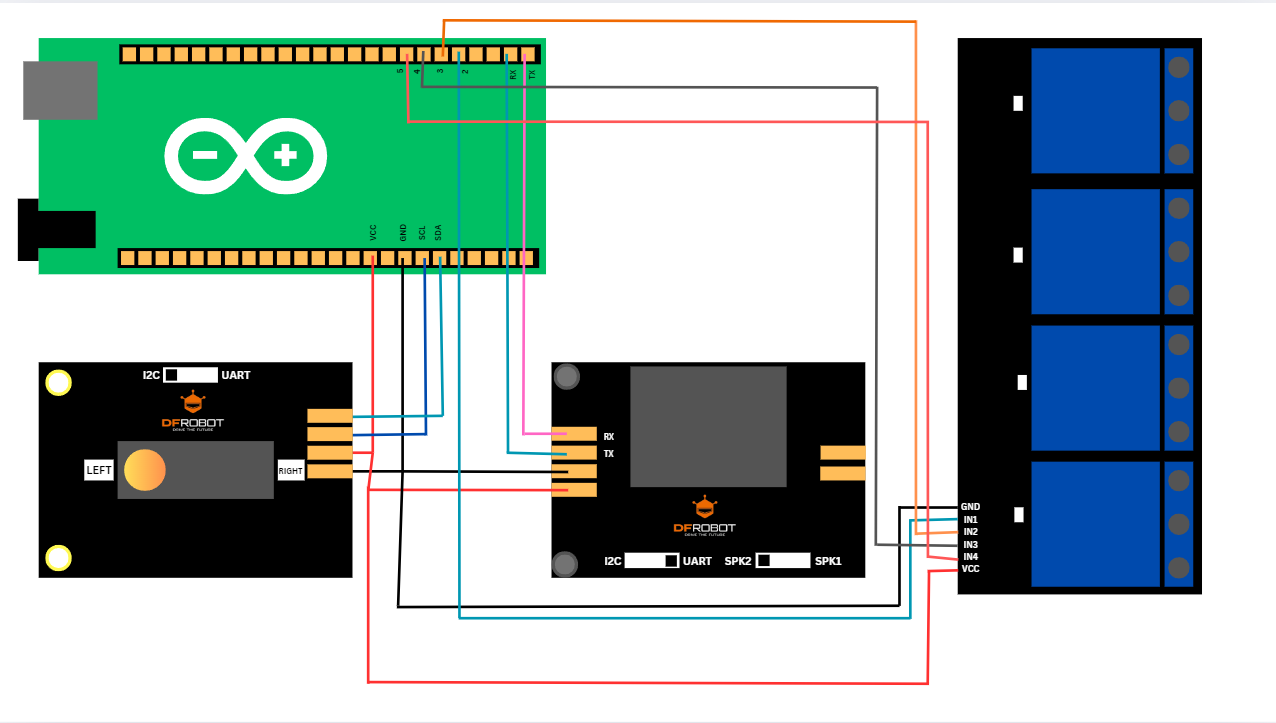 5 4 3 2 RX TX
VCC GND SCL SDA
I2C UART
DFROBOT
DRIVE THE FUTURE
LEFT RIGHT
RX
TX
DFROBOT
DRIVE THE FUTURE
I2C UART SPK2 SPK1
GND
IN1
IN2
IN3
IN4
VCC